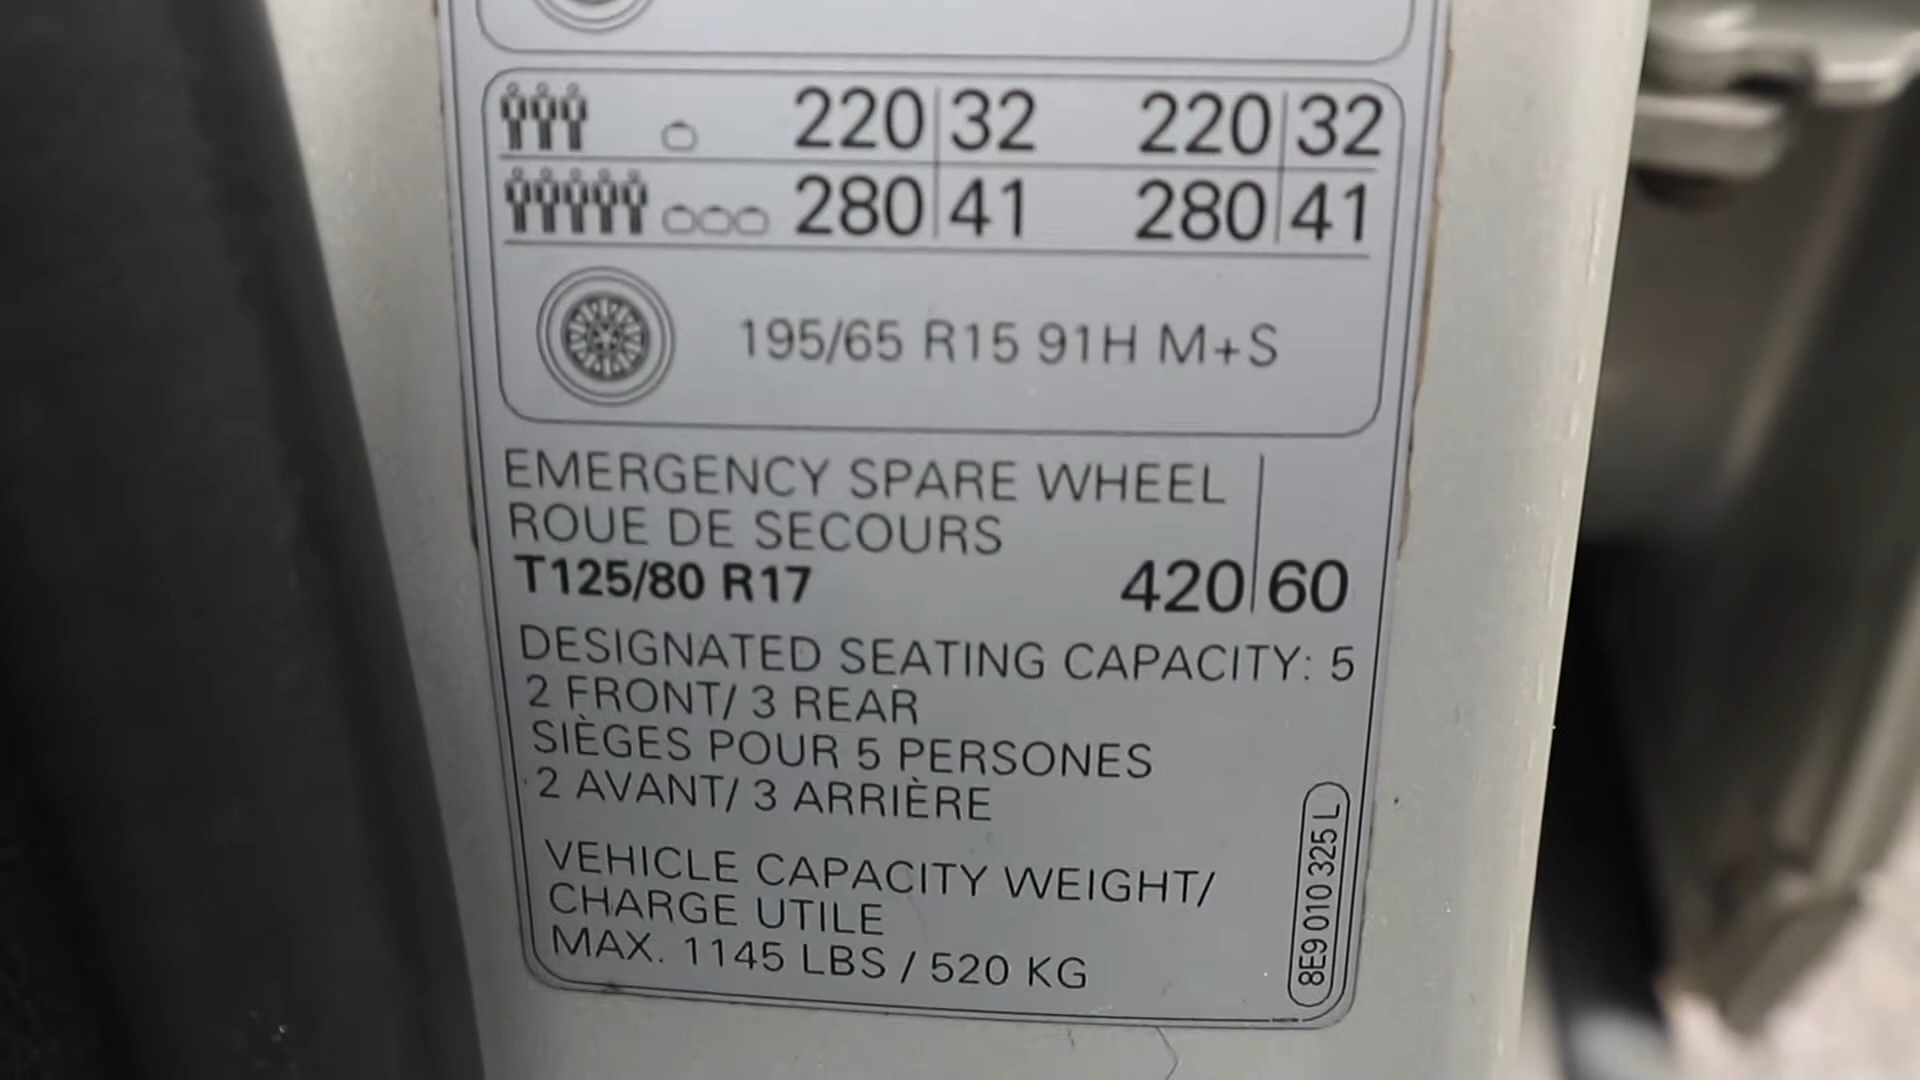 220 32 220 32
280 41 280 41
195/65 R15 91H M+S
EMERGENCY SPARE WHEEL
ROUE DE SECOURS
T125/80 R17 420 60
DESIGNATED SEATING CAPACITY: 5
2 FRONT/ 3 REAR
SIÈGES POUR 5 PERSONES
2 AVANT/ 3 ARRIÈRE
VEHICLE CAPACITY WEIGHT/
CHARGE UTILE
MAX. 1145 LBS / 520 KG
8E9 010 325 L